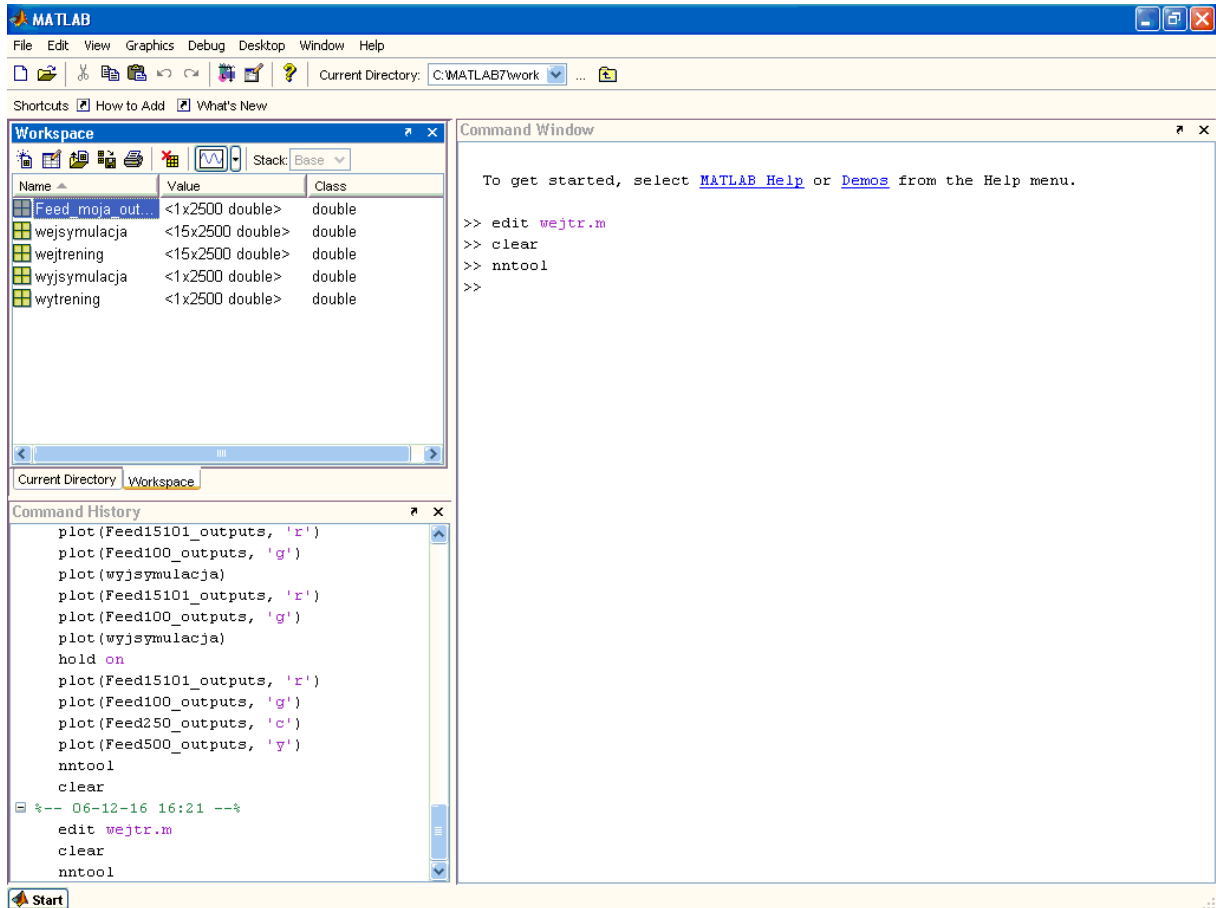 MATLAB
File Edit View Graphics Debug Desktop Window Help
Current Directory: C:\MATLAB7\work ...
Shortcuts How to Add What's New
Workspace
Stack: Base
Name Value Class
Feed_moja_out... <1x2500 double> double
wejsymulacja <15x2500 double> double
wejtrening <15x2500 double> double
wyjsymulacja <1x2500 double> double
wytrening <1x2500 double> double
Current Directory Workspace
Command History
plot(Feed15101_outputs, 'r')
plot(Feed100_outputs, 'g')
plot(wyjsymulacja)
plot(Feed15101_outputs, 'r')
plot(Feed100_outputs, 'g')
plot(wyjsymulacja)
hold on
plot(Feed15101_outputs, 'r')
plot(Feed100_outputs, 'g')
plot(Feed250_outputs, 'c')
plot(Feed500_outputs, 'y')
nntool
clear
%-- 06-12-16 16:21 --%
edit wejtr.m
clear
nntool
Command Window
To get started, select MATLAB Help or Demos from the Help menu.
>> edit wejtr.m
>> clear
>> nntool
>>
Start